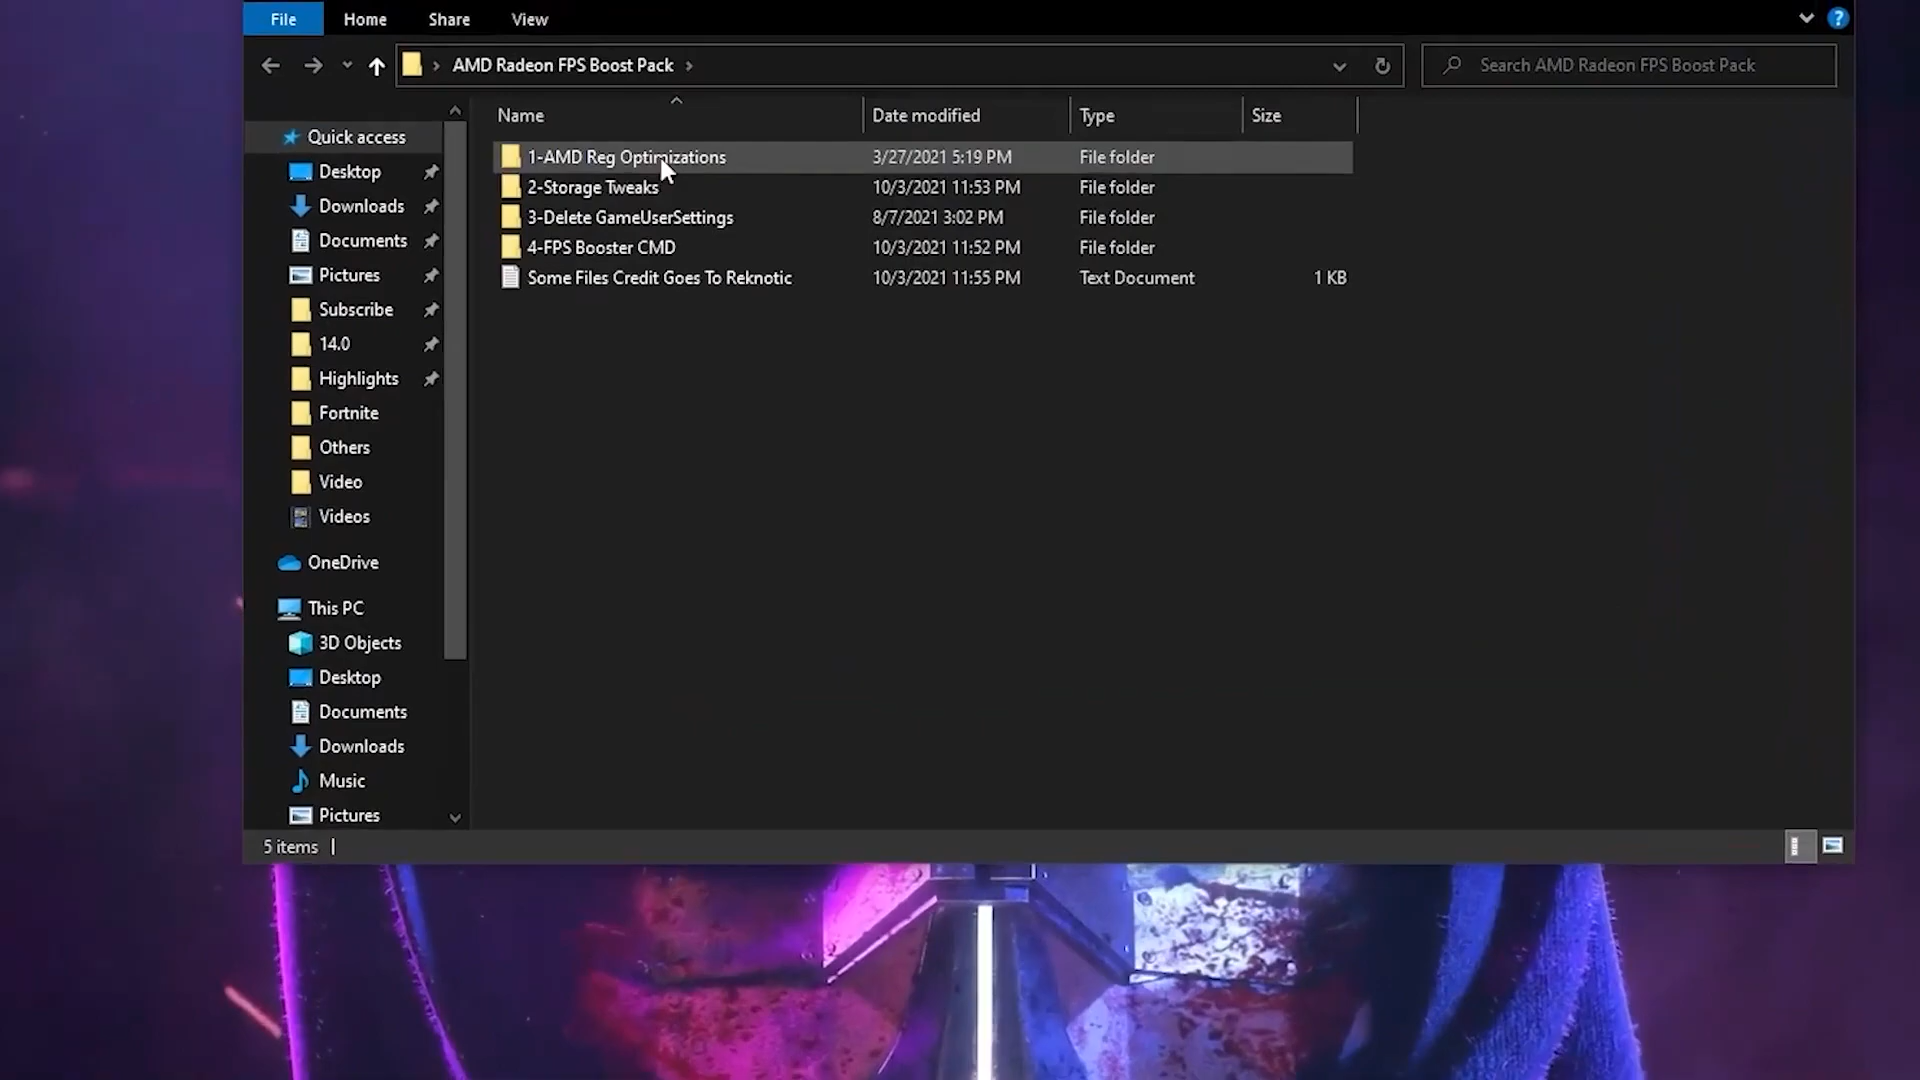 File Home Share View
AMD Radeon FPS Boost Pack
Search AMD Radeon FPS Boost Pack
Name Date modified Type Size
1-AMD Reg Optimizations 3/27/2021 5:19 PM File folder
2-Storage Tweaks 10/3/2021 11:53 PM File folder
3-Delete GameUserSettings 8/7/2021 3:02 PM File folder
4-FPS Booster CMD 10/3/2021 11:52 PM File folder
Some Files Credit Goes To Reknotic 10/3/2021 11:55 PM Text Document 1 KB
Quick access
Desktop
Downloads
Documents
Pictures
Subscribe
14.0
Highlights
Fortnite
Others
Video
Videos
OneDrive
This PC
3D Objects
Desktop
Documents
Downloads
Music
Pictures
5 items